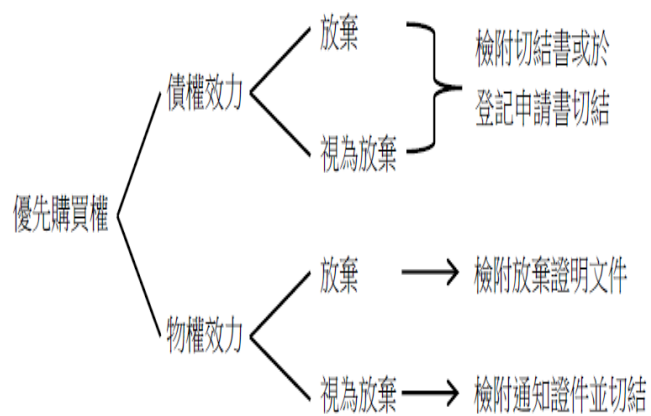 優先購買權
債權效力
放棄
視為放棄
檢附切結書或於
登記申請書切結
物權效力
放棄
檢附放棄證明文件
視為放棄
檢附通知證件並切結